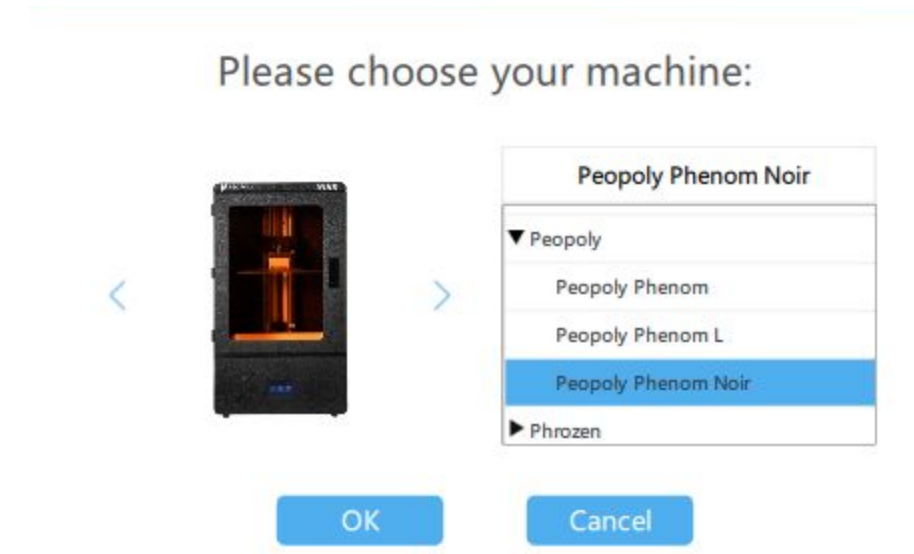 Please choose your machine:
Peopoly Phenom Noir
Peopoly
Peopoly Phenom
Peopoly Phenom L
Peopoly Phenom Noir
Phrozen
OK
Cancel